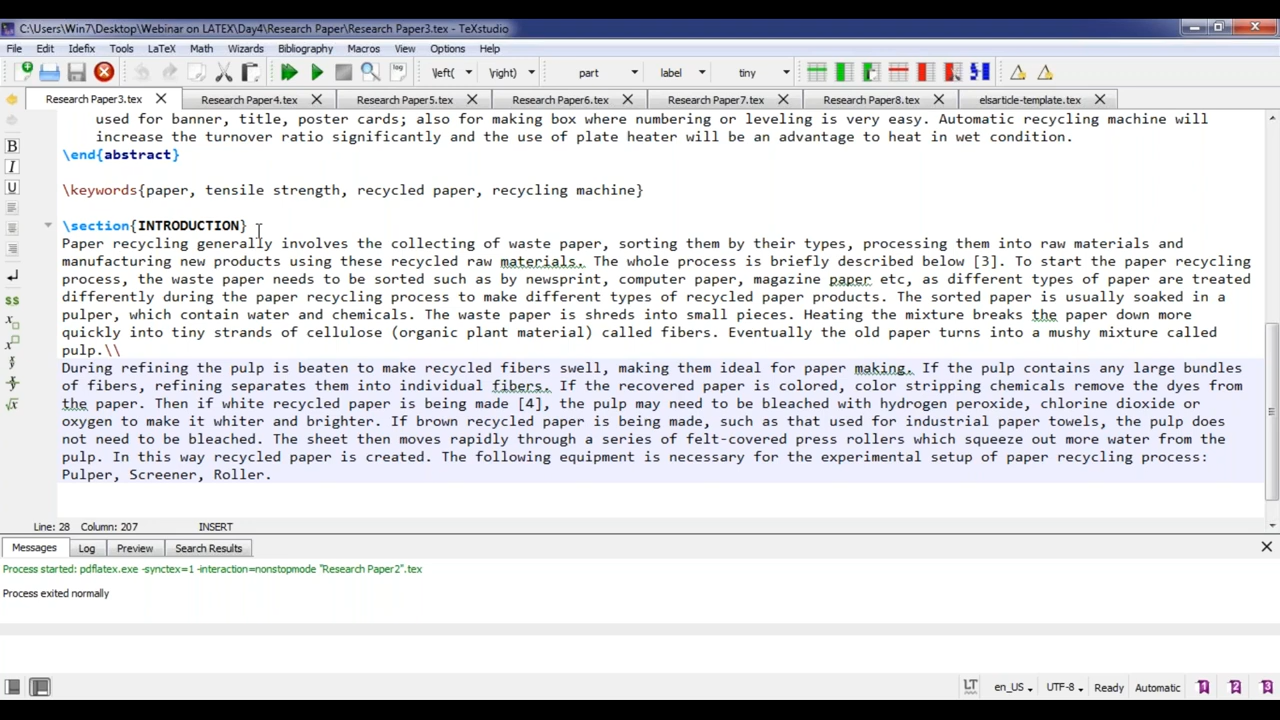 C:\Users\Win7\Desktop\Webinar on LATEX\Day4\Research Paper\Research Paper3.tex - TeXstudio
File Edit Idefix Tools LaTeX Math Wizards Bibliography Macros View Options Help
\left( \right) part label tiny
Research Paper3.tex Research Paper4.tex Research Paper5.tex Research Paper6.tex Research Paper7.tex Research Paper8.tex elsarticle-template.tex
used for banner, title, poster cards; also for making box where numbering or leveling is very easy. Automatic recycling machine will
increase the turnover ratio significantly and the use of plate heater will be an advantage to heat in wet condition.
\end{abstract}
\keywords{paper, tensile strength, recycled paper, recycling machine}
\section{INTRODUCTION}
Paper recycling generally involves the collecting of waste paper, sorting them by their types, processing them into raw materials and
manufacturing new products using these recycled raw materials. The whole process is briefly described below [3]. To start the paper recycling
process, the waste paper needs to be sorted such as by newsprint, computer paper, magazine paper etc, as different types of paper are treated
differently during the paper recycling process to make different types of recycled paper products. The sorted paper is usually soaked in a
pulper, which contain water and chemicals. The waste paper is shreds into small pieces. Heating the mixture breaks the paper down more
quickly into tiny strands of cellulose (organic plant material) called fibers. Eventually the old paper turns into a mushy mixture called
pulp.\\
During refining the pulp is beaten to make recycled fibers swell, making them ideal for paper making. If the pulp contains any large bundles
of fibers, refining separates them into individual fibers. If the recovered paper is colored, color stripping chemicals remove the dyes from
the paper. Then if white recycled paper is being made [4], the pulp may need to be bleached with hydrogen peroxide, chlorine dioxide or
oxygen to make it whiter and brighter. If brown recycled paper is being made, such as that used for industrial paper towels, the pulp does
not need to be bleached. The sheet then moves rapidly through a series of felt-covered press rollers which squeeze out more water from the
pulp. In this way recycled paper is created. The following equipment is necessary for the experimental setup of paper recycling process:
Pulper, Screener, Roller.
Line: 28 Column: 207 INSERT
Messages Log Preview Search Results
Process started: pdflatex.exe -synctex=1 -interaction=nonstopmode "Research Paper2".tex
Process exited normally
LT en_US UTF-8 Ready Automatic 1 2 3